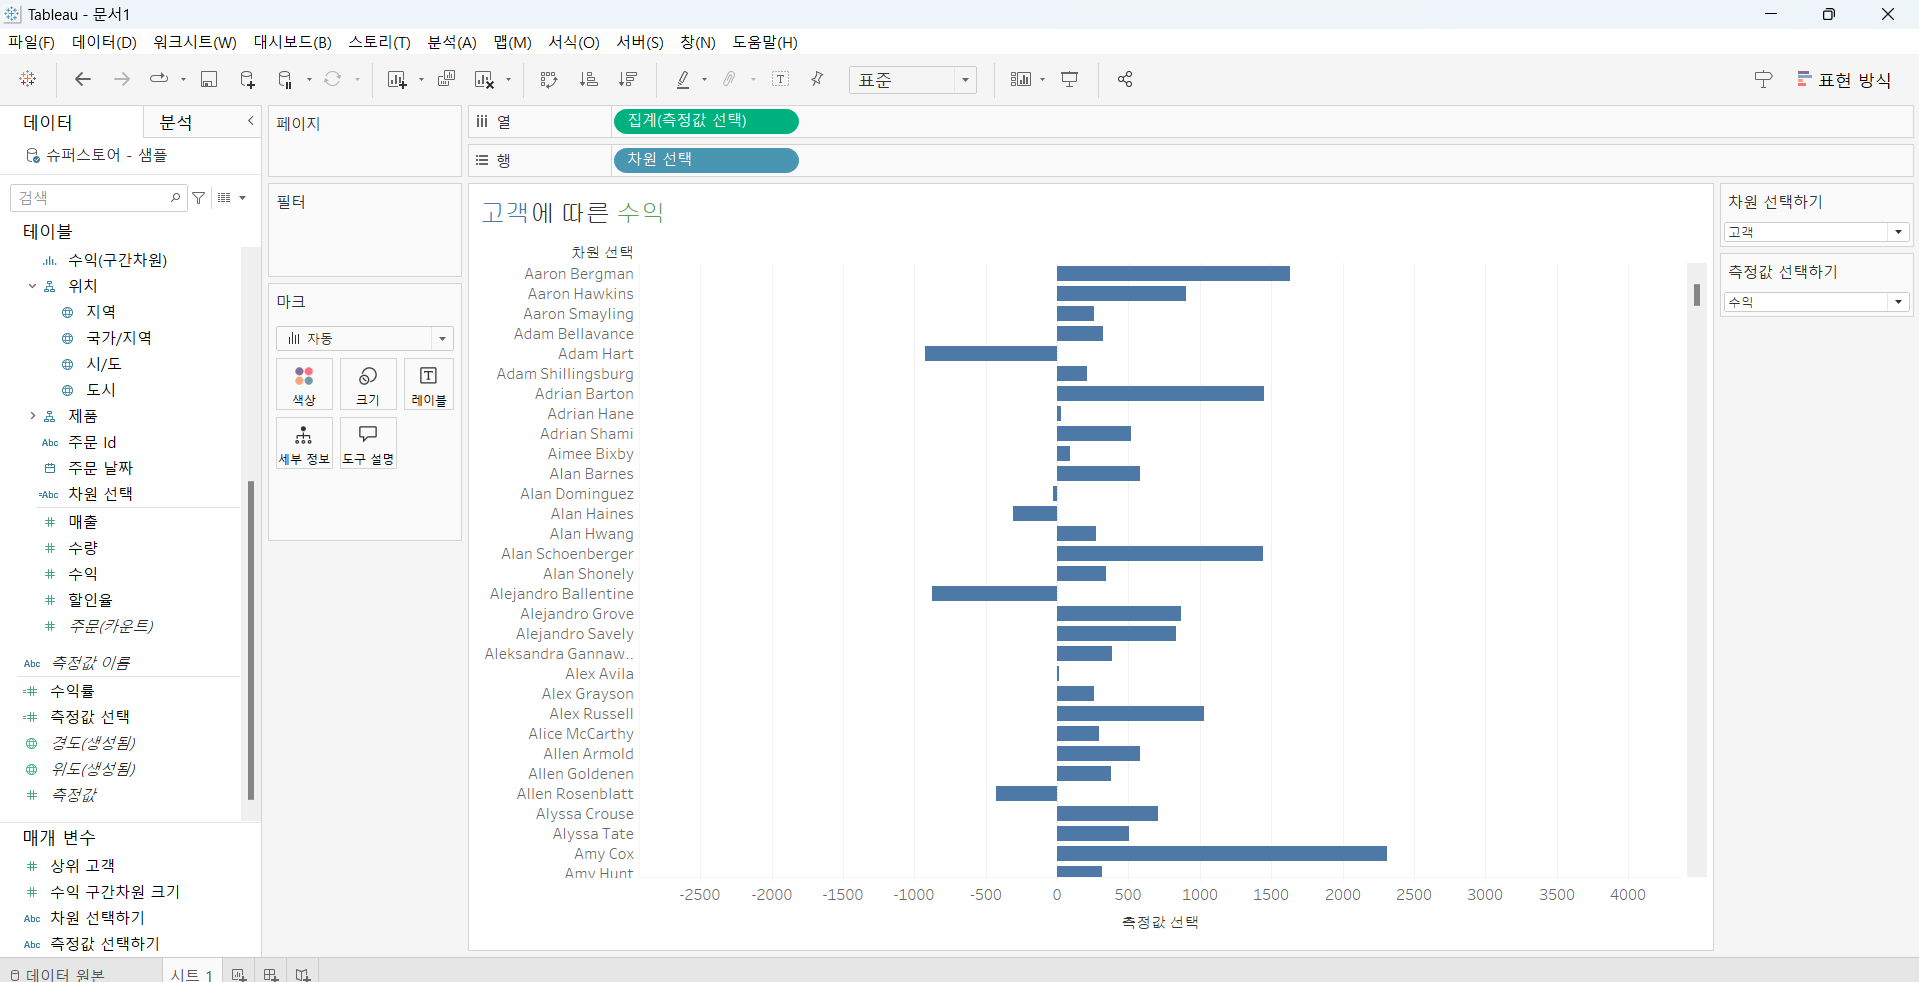 Tableau - 문서1
파일(F) 데이터(D) 워크시트(W) 대시보드(B) 스토리(T) 분석(A) 맵(M) 서식(O) 서버(S) 창(N) 도움말(H)
표준
표현 방식
데이터
분석
슈퍼스토어 - 샘플
검색
테이블
수익(구간차원)
위치
지역
국가/지역
시/도
도시
제품
Abc 주문 Id
주문 날짜
=Abc 차원 선택
# 매출
# 수량
# 수익
# 할인율
# 주문(카운트)
Abc 측정값 이름
=# 수익률
=# 측정값 선택
경도(생성됨)
위도(생성됨)
# 측정값
매개 변수
# 상위 고객
# 수익 구간차원 크기
Abc 차원 선택하기
Abc 측정값 선택하기
페이지
필터
마크
자동
색상
크기
레이블
세부 정보
도구 설명
열
집계(측정값 선택)
행
차원 선택
고객에 따른 수익
차원 선택
Aaron Bergman
Aaron Hawkins
Aaron Smayling
Adam Bellavance
Adam Hart
Adam Shillingsburg
Adrian Barton
Adrian Hane
Adrian Shami
Aimee Bixby
Alan Barnes
Alan Dominguez
Alan Haines
Alan Hwang
Alan Schoenberger
Alan Shonely
Alejandro Ballentine
Alejandro Grove
Alejandro Savely
Aleksandra Gannaw..
Alex Avila
Alex Grayson
Alex Russell
Alice McCarthy
Allen Armold
Allen Goldenen
Allen Rosenblatt
Alyssa Crouse
Alyssa Tate
Amy Cox
Amy Hunt
-2500 -2000 -1500 -1000 -500 0 500 1000 1500 2000 2500 3000 3500 4000
측정값 선택
차원 선택하기
고객
측정값 선택하기
수익
데이터 원본
시트 1